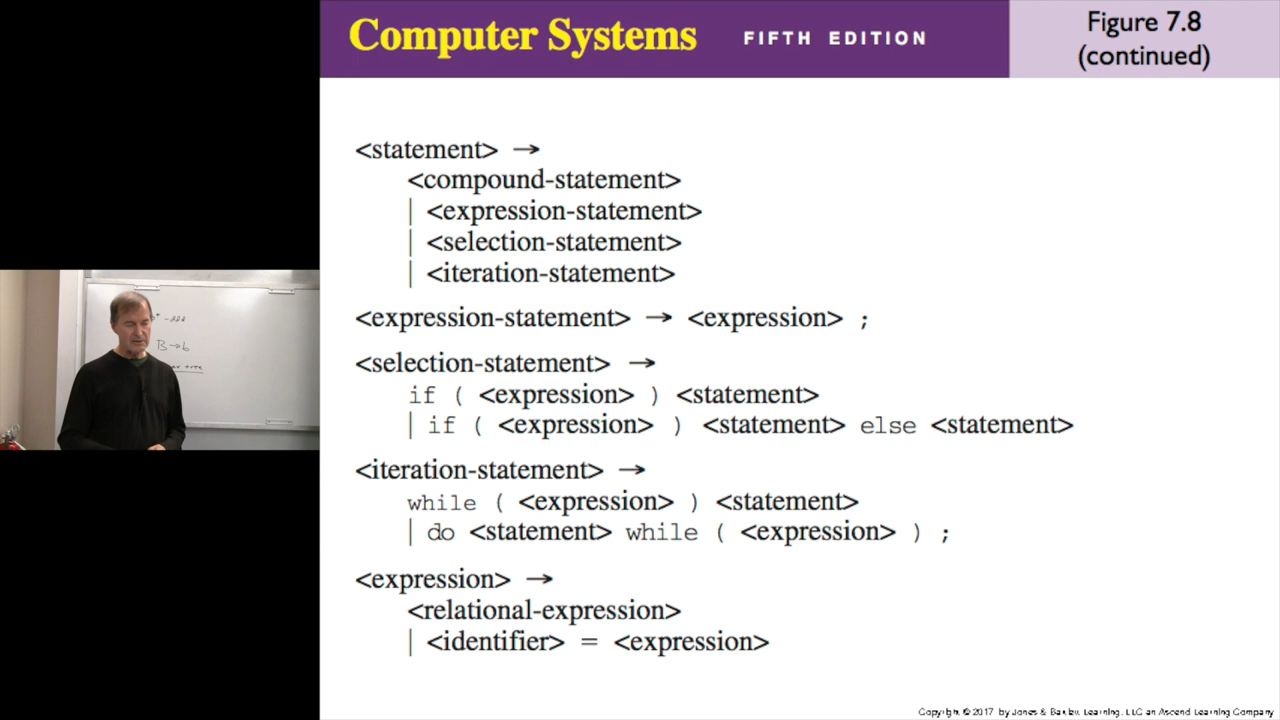 Computer Systems FIFTH EDITION
Figure 7.8
(continued)
<statement> →
<compound-statement>
| <expression-statement>
| <selection-statement>
| <iteration-statement>
<expression-statement> → <expression> ;
<selection-statement> →
if ( <expression> ) <statement>
| if ( <expression> ) <statement> else <statement>
<iteration-statement> →
while ( <expression> ) <statement>
| do <statement> while ( <expression> ) ;
<expression> →
<relational-expression>
| <identifier> = <expression>
B→b
Copyright © 2017 by Jones & Bartlett Learning, LLC an Ascend Learning Company